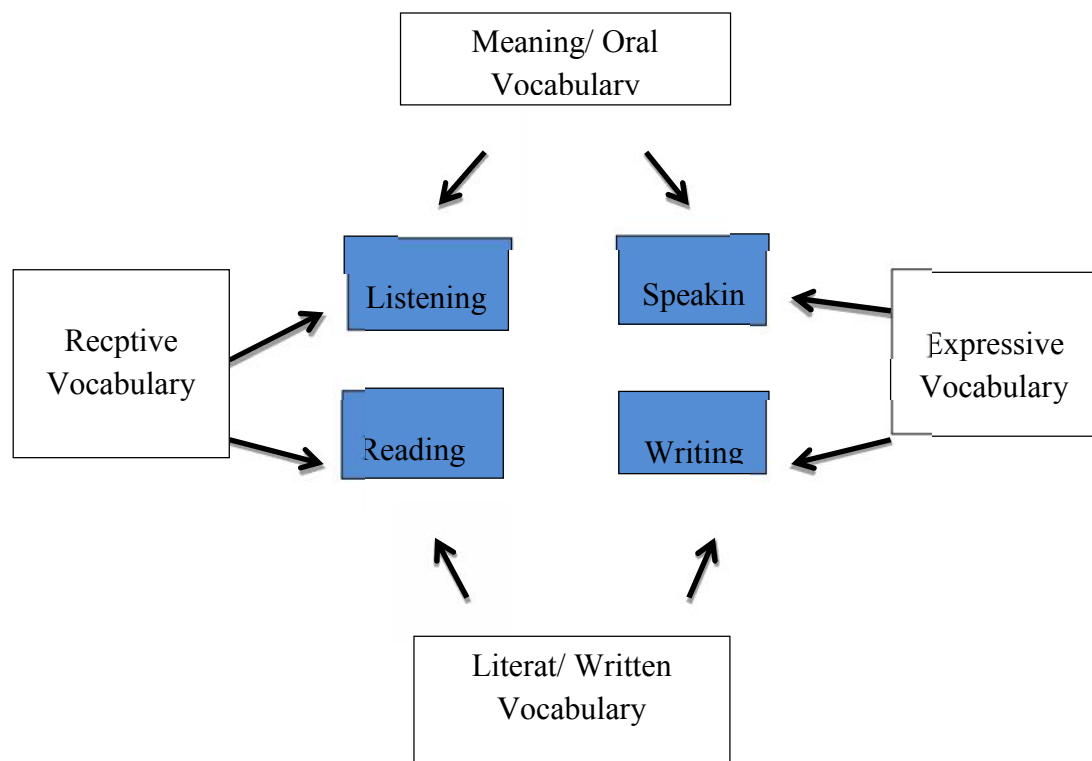 Meaning/ Oral
Vocabulary
Listening
Speakin
Recptive
Vocabulary
Expressive
Vocabulary
Reading
Writing
Literat/ Written
Vocabulary